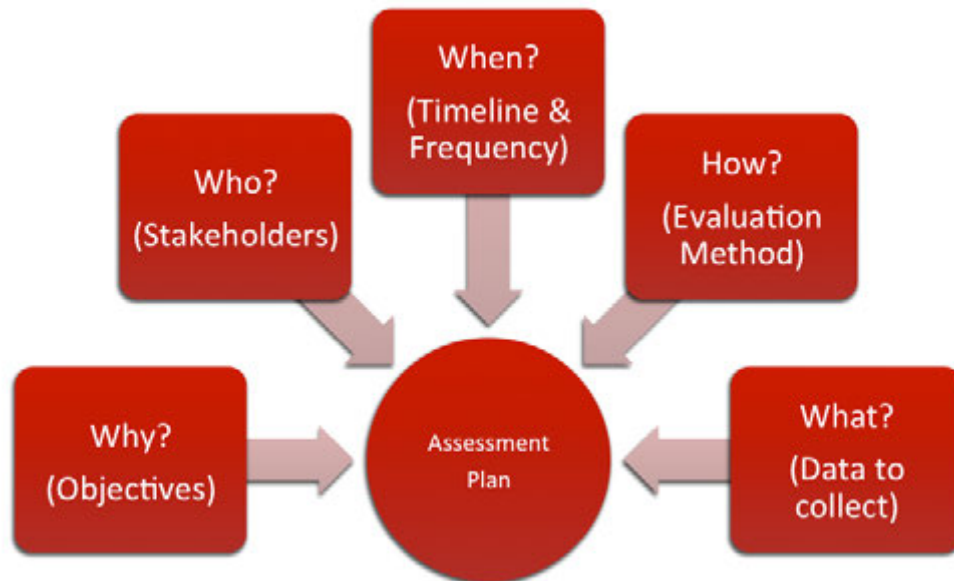 Why?
(Objectives)
Who?
(Stakeholders)
When?
(Timeline &
Frequency)
How?
(Evaluation
Method)
What?
(Data to
collect)
Assessment
Plan